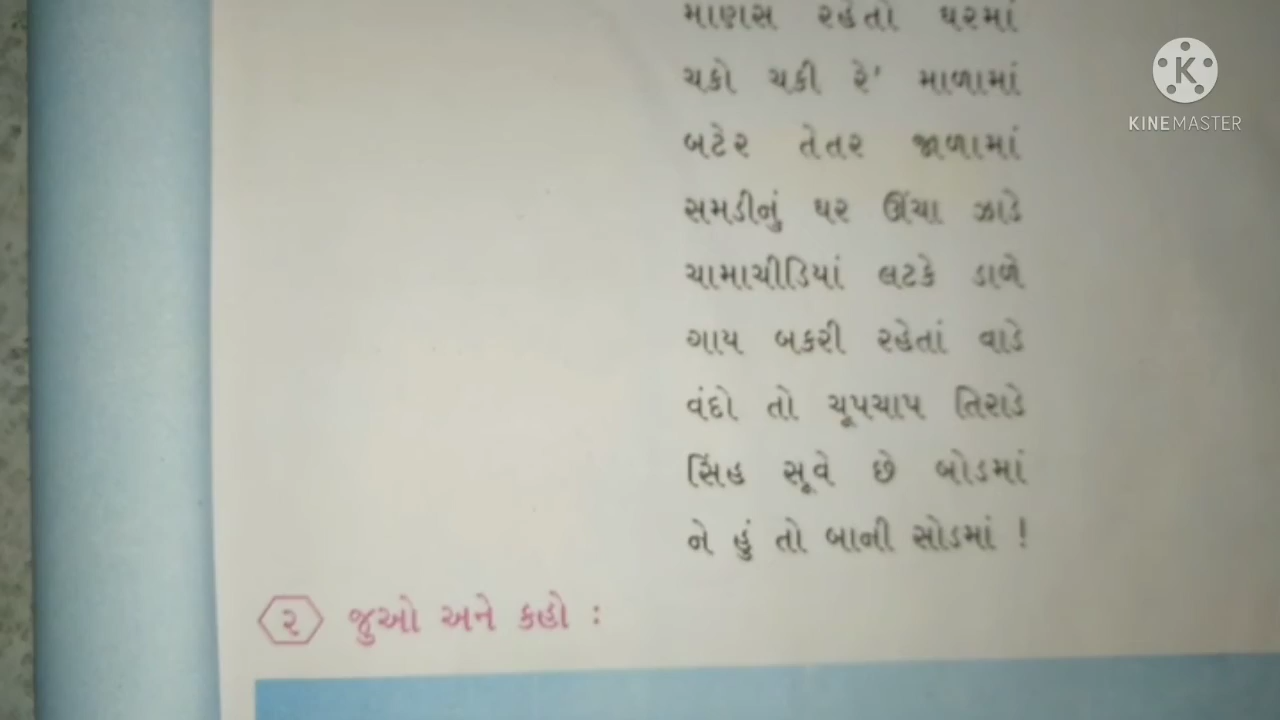 માણસ રહેતો ઘરમાં
ચકો ચકી રે' માળામાં
બટેર તેતર જાળામાં
સમડીનું ઘર ઊંચા ઝાડે
ચામાચીડિયાં લટકે ડાળે
ગાય બકરી રહેતાં વાડે
વંદો તો ચૂપચાપ તિરાડે
સિંહ સૂવે છે બોડમાં
ને હું તો બાની સોડમાં !
૨ જુઓ અને કહો :
KINEMASTER